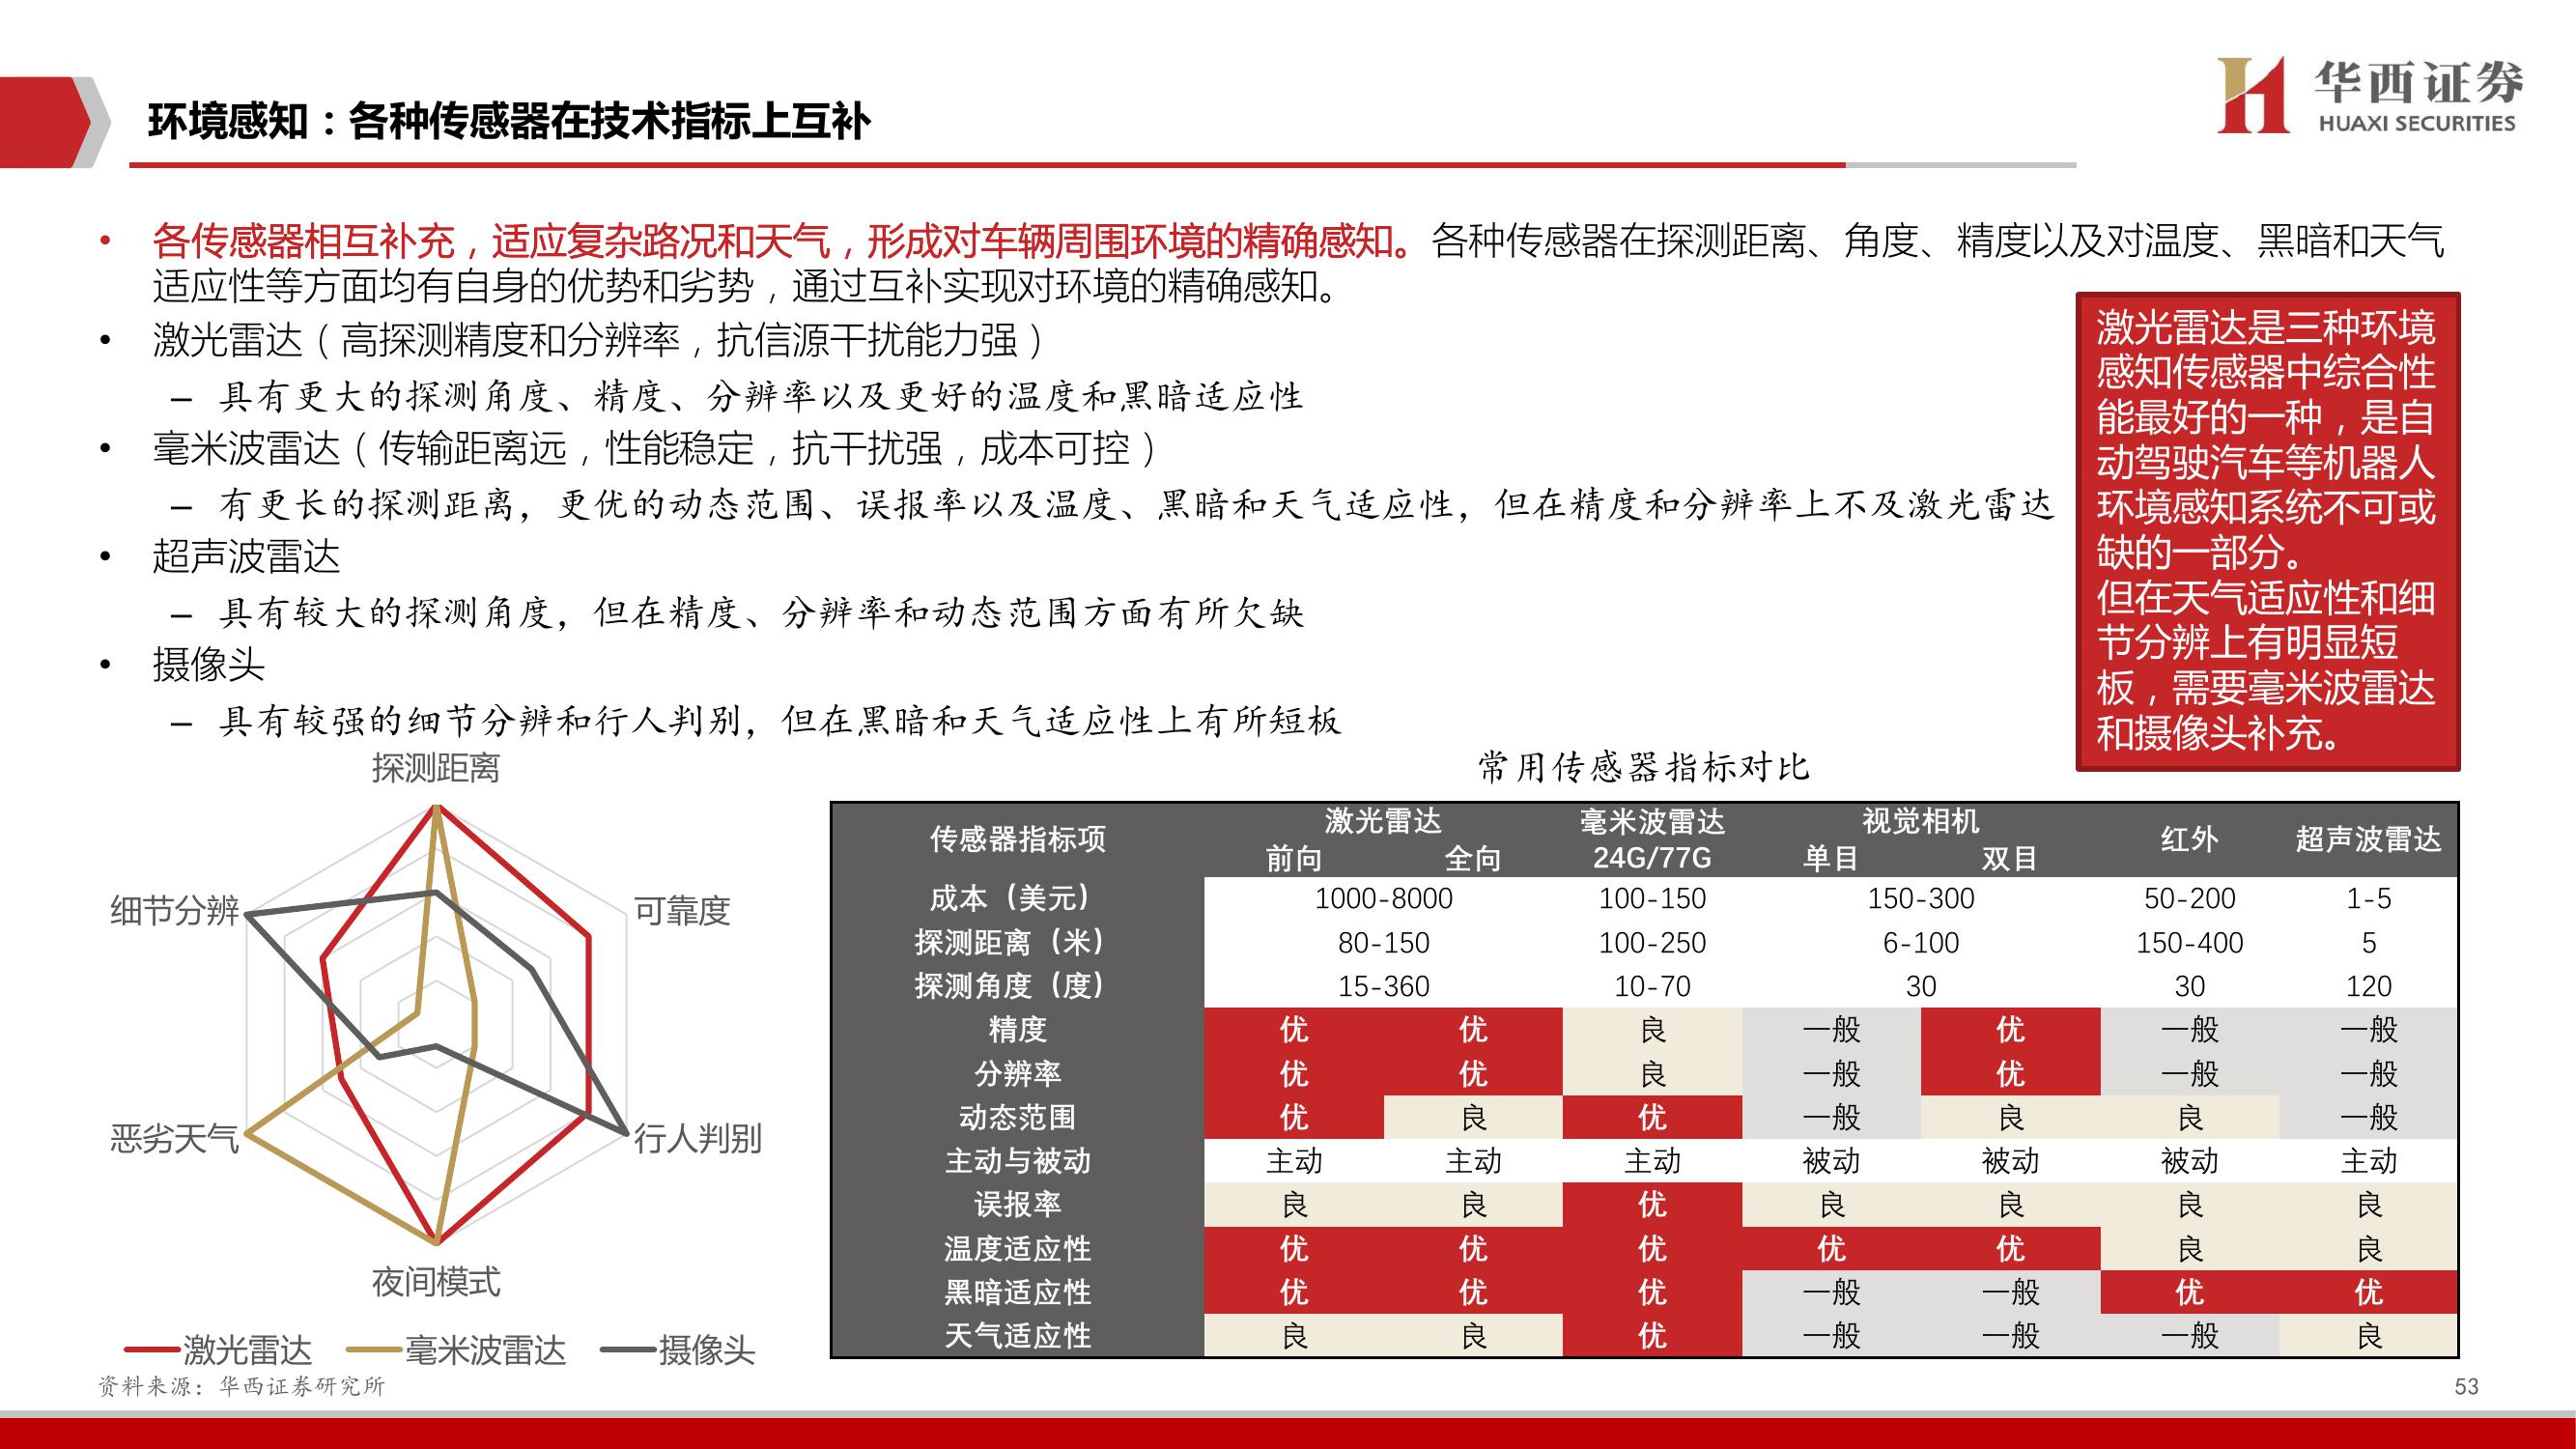 环境感知：各种传感器在技术指标上互补
华西证券
HUAXI SECURITIES
• 各传感器相互补充，适应复杂路况和天气，形成对车辆周围环境的精确感知。各种传感器在探测距离、角度、精度以及对温度、黑暗和天气
适应性等方面均有自身的优势和劣势，通过互补实现对环境的精确感知。
• 激光雷达（高探测精度和分辨率，抗信源干扰能力强）
– 具有更大的探测角度、精度、分辨率以及更好的温度和黑暗适应性
• 毫米波雷达（传输距离远，性能稳定，抗干扰强，成本可控）
– 有更长的探测距离，更优的动态范围、误报率以及温度、黑暗和天气适应性，但在精度和分辨率上不及激光雷达
• 超声波雷达
– 具有较大的探测角度，但在精度、分辨率和动态范围方面有所欠缺
• 摄像头
– 具有较强的细节分辨和行人判别，但在黑暗和天气适应性上有所短板
激光雷达是三种环境
感知传感器中综合性
能最好的一种，是自
动驾驶汽车等机器人
环境感知系统不可或
缺的一部分。
但在天气适应性和细
节分辨上有明显短
板，需要毫米波雷达
和摄像头补充。
探测距离
细节分辨
可靠度
恶劣天气
行人判别
夜间模式
激光雷达 毫米波雷达 摄像头
常用传感器指标对比
传感器指标项 激光雷达 毫米波雷达 视觉相机 红外 超声波雷达
前向 全向 24G/77G 单目 双目
成本（美元） 1000-8000 100-150 150-300 50-200 1-5
探测距离（米） 80-150 100-250 6-100 150-400 5
探测角度（度） 15-360 10-70 30 30 120
精度 优 优 良 一般 优 一般 一般
分辨率 优 优 良 一般 优 一般 一般
动态范围 优 良 优 一般 良 良 一般
主动与被动 主动 主动 主动 被动 被动 被动 主动
误报率 良 良 优 良 良 良 良
温度适应性 优 优 优 优 优 良 良
黑暗适应性 优 优 优 一般 一般 优 优
天气适应性 良 良 优 一般 一般 一般 良
资料来源：华西证券研究所
53